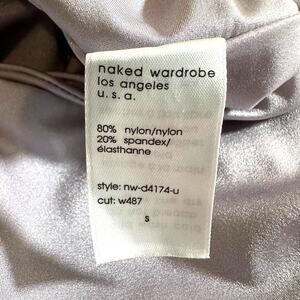 naked wardrobe
los angeles
u. s. a.
80% nylon/nylon
20% spandex/
élasthanne
style: nw-d4174-u
cut: w487
s